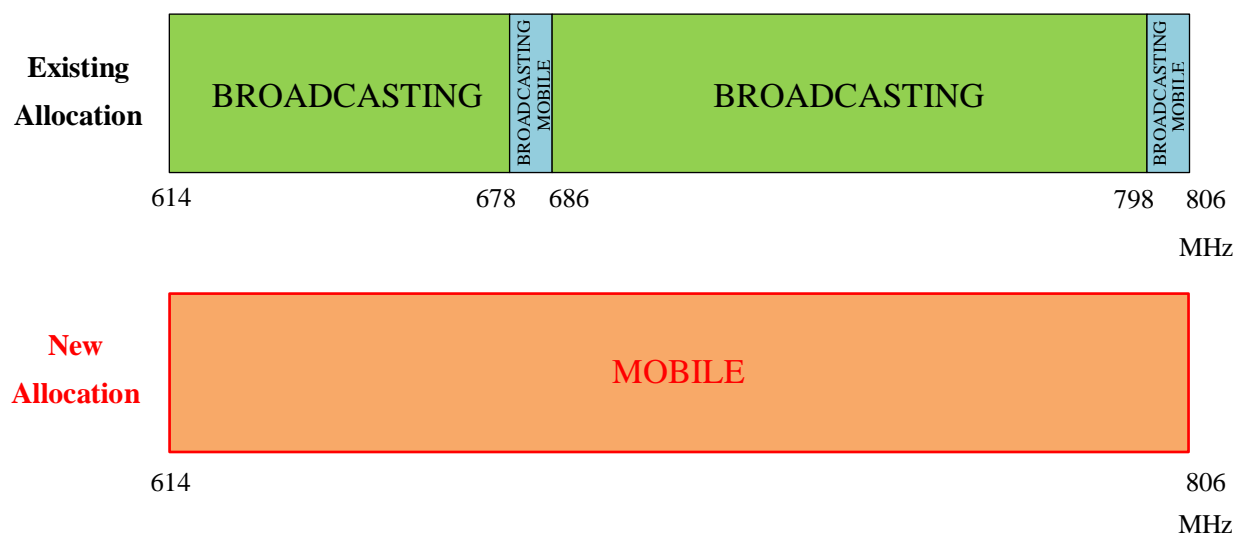 Existing
Allocation
BROADCASTING
BROADCASTING
MOBILE
BROADCASTING
BROADCASTING
MOBILE
614
678
686
798
806
MHz
New
Allocation
MOBILE
614
806
MHz